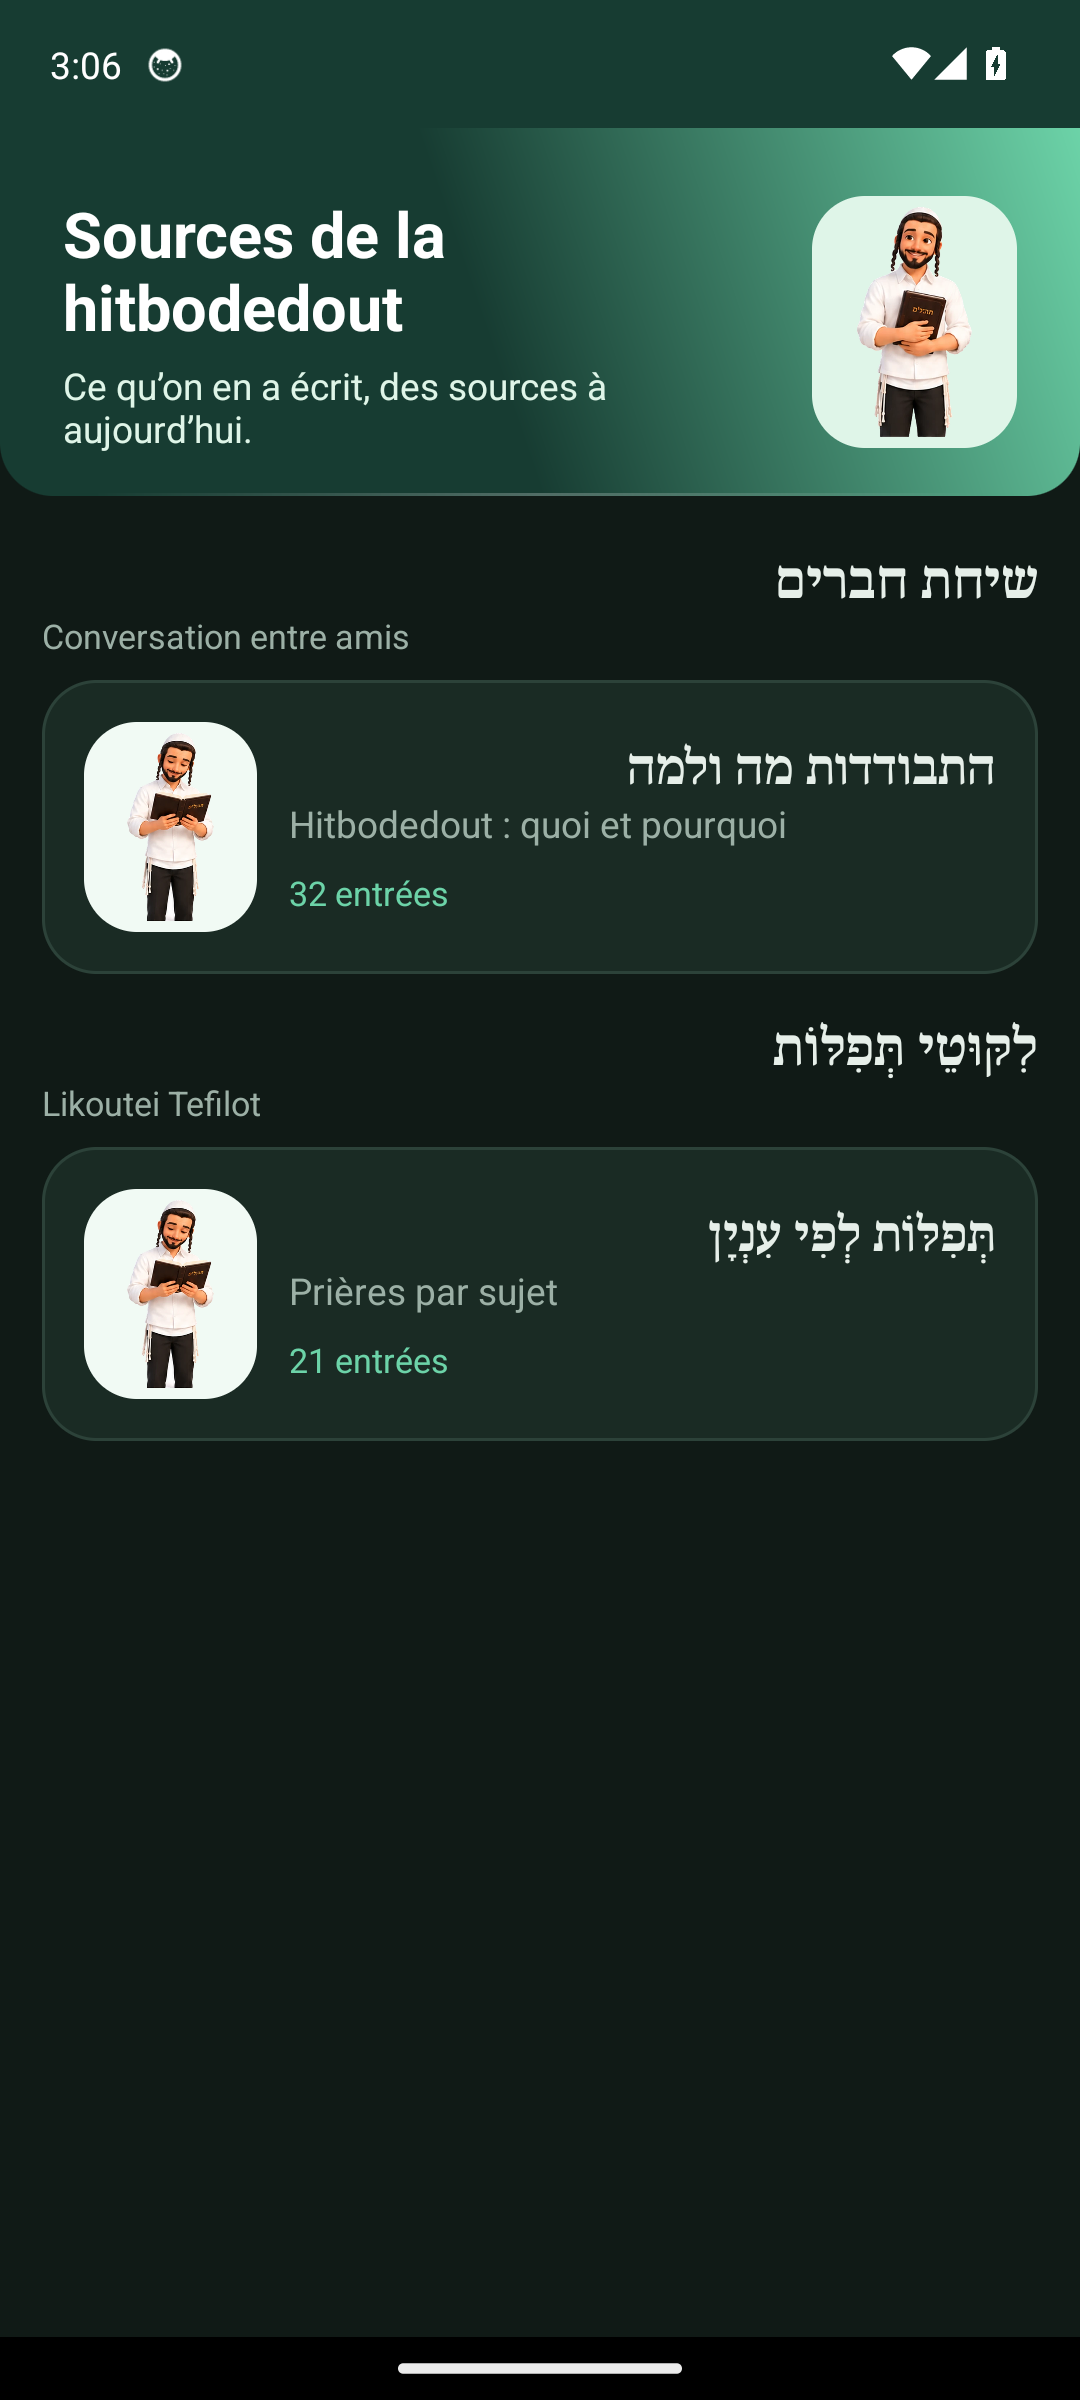 3:06
Sources de la
hitbodedout
Ce qu’on en a écrit, des sources à
aujourd’hui.
שיחת חברים
Conversation entre amis
התבודדות מה ולמה
Hitbodedout : quoi et pourquoi
32 entrées
לִקּוּטֵי תְּפִלּוֹת
Likoutei Tefilot
תְּפִלּוֹת לְפִי עִנְיָן
Prières par sujet
21 entrées